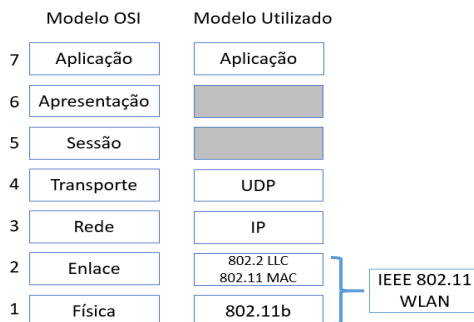 Modelo OSI Modelo Utilizado
7 Aplicação Aplicação
6 Apresentação
5 Sessão
4 Transporte UDP
3 Rede IP
2 Enlace 802.2 LLC
802.11 MAC
IEEE 802.11
WLAN
1 Física 802.11b